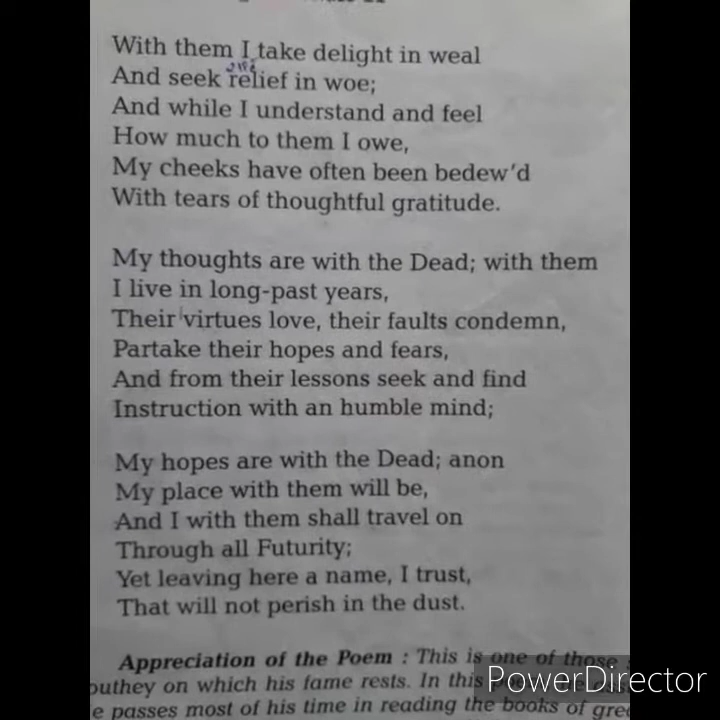 With them I take delight in weal
And seek relief in woe;
And while I understand and feel
How much to them I owe,
My cheeks have often been bedew'd
With tears of thoughtful gratitude.
My thoughts are with the Dead; with them
I live in long-past years,
Their virtues love, their faults condemn,
Partake their hopes and fears,
And from their lessons seek and find
Instruction with an humble mind;
My hopes are with the Dead; anon
My place with them will be,
And I with them shall travel on
Through all Futurity;
Yet leaving here a name, I trust,
That will not perish in the dust.
Appreciation of the Poem : This is one of those
outhey on which his fame rests. In this
e passes most of his time in reading the books of
PowerDirector